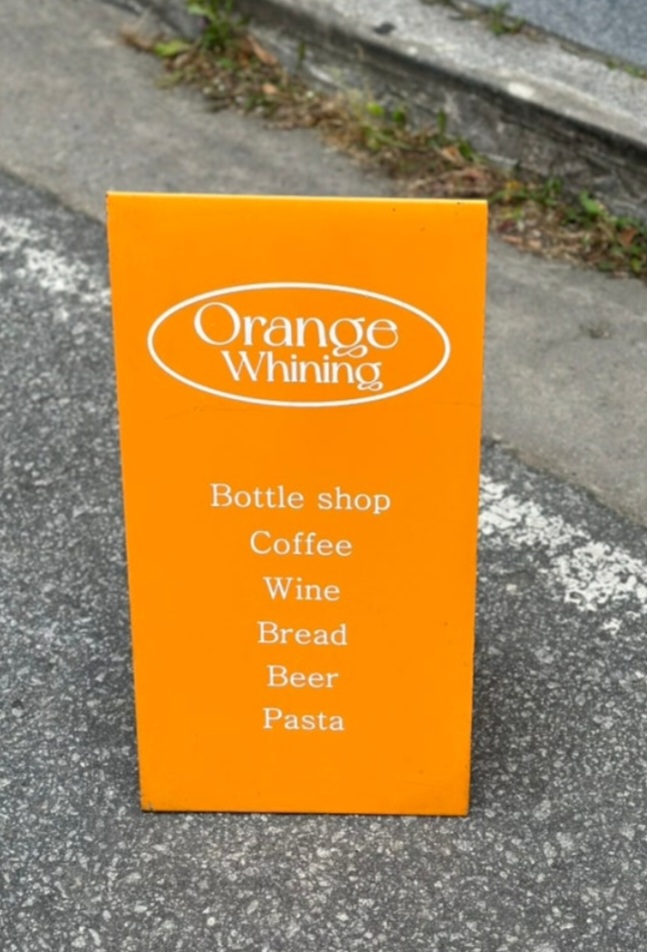 Orange
Whining
Bottle shop
Coffee
Wine
Bread
Beer
Pasta